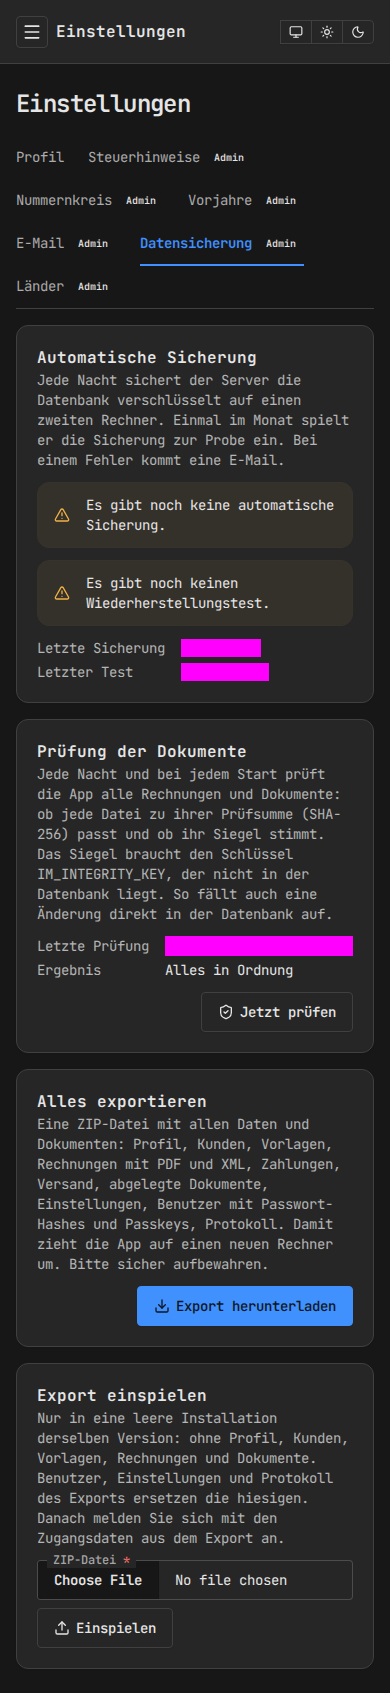 Einstellungen
Einstellungen
Profil Steuerhinweise Admin
Nummernkreis Admin Vorjahre Admin
E-Mail Admin Datensicherung Admin
Länder Admin
Automatische Sicherung
Jede Nacht sichert der Server die
Datenbank verschlüsselt auf einen
zweiten Rechner. Einmal im Monat spielt
er die Sicherung zur Probe ein. Bei
einem Fehler kommt eine E-Mail.
Es gibt noch keine automatische
Sicherung.
Es gibt noch keinen
Wiederherstellungstest.
Letzte Sicherung
Letzter Test
Prüfung der Dokumente
Jede Nacht und bei jedem Start prüft
die App alle Rechnungen und Dokumente:
ob jede Datei zu ihrer Prüfsumme (SHA-
256) passt und ob ihr Siegel stimmt.
Das Siegel braucht den Schlüssel
IM_INTEGRITY_KEY, der nicht in der
Datenbank liegt. So fällt auch eine
Änderung direkt in der Datenbank auf.
Letzte Prüfung
Ergebnis Alles in Ordnung
Jetzt prüfen
Alles exportieren
Eine ZIP-Datei mit allen Daten und
Dokumenten: Profil, Kunden, Vorlagen,
Rechnungen mit PDF und XML, Zahlungen,
Versand, abgelegte Dokumente,
Einstellungen, Benutzer mit Passwort-
Hashes und Passkeys, Protokoll. Damit
zieht die App auf einen neuen Rechner
um. Bitte sicher aufbewahren.
Export herunterladen
Export einspielen
Nur in eine leere Installation
derselben Version: ohne Profil, Kunden,
Vorlagen, Rechnungen und Dokumente.
Benutzer, Einstellungen und Protokoll
des Exports ersetzen die hiesigen.
Danach melden Sie sich mit den
Zugangsdaten aus dem Export an.
ZIP-Datei *
Choose File No file chosen
Einspielen